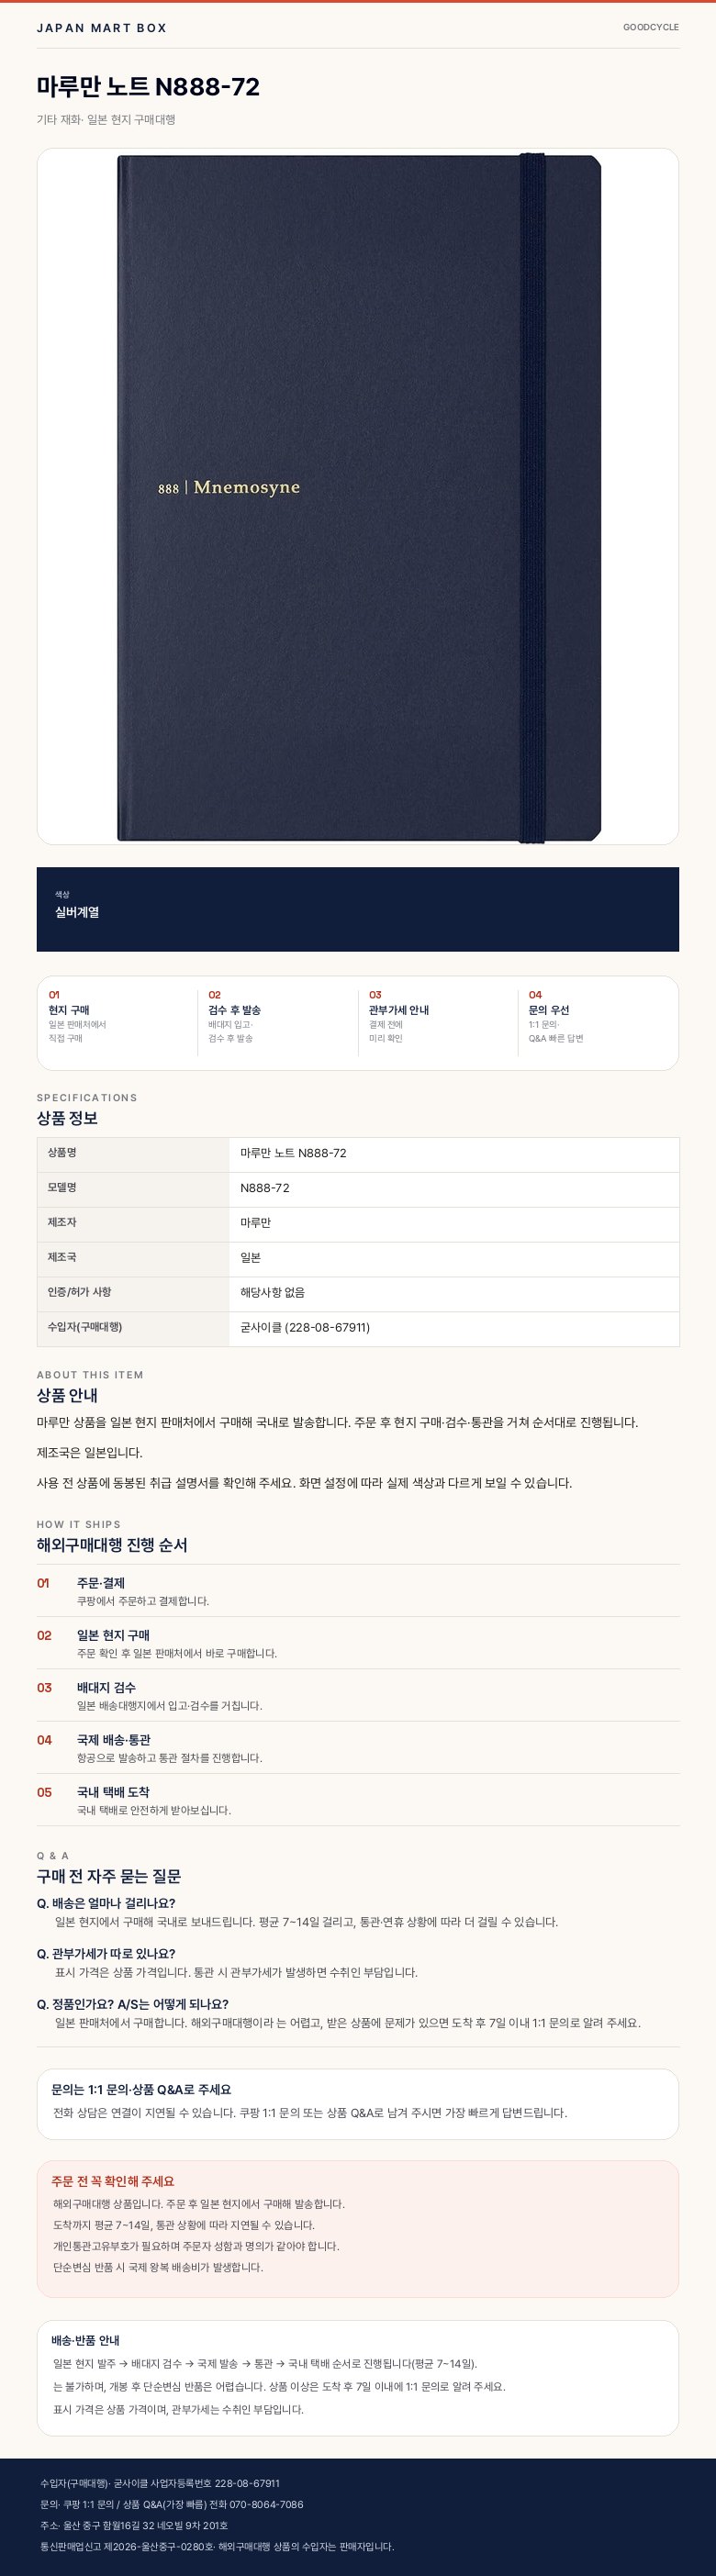 JAPAN MART BOX
GOODCYCLE
마루만 노트 N888-72
기타 재화· 일본 현지 구매대행
888 | Mnemosyne
색상
실버계열
01
현지 구매
일본 판매처에서
직접 구매
02
검수 후 발송
배대지 입고·
검수 후 발송
03
관부가세 안내
결제 전에
미리 확인
04
문의 우선
1:1 문의·
Q&A 빠른 답변
SPECIFICATIONS
상품 정보
상품명 마루만 노트 N888-72
모델명 N888-72
제조자 마루만
제조국 일본
인증/허가 사항 해당사항 없음
수입자(구매대행) 굳사이클 (228-08-67911)
ABOUT THIS ITEM
상품 안내
마루만 상품을 일본 현지 판매처에서 구매해 국내로 발송합니다. 주문 후 현지 구매·검수·통관을 거쳐 순서대로 진행됩니다.
제조국은 일본입니다.
사용 전 상품에 동봉된 취급 설명서를 확인해 주세요. 화면 설정에 따라 실제 색상과 다르게 보일 수 있습니다.
HOW IT SHIPS
해외구매대행 진행 순서
01 주문·결제
쿠팡에서 주문하고 결제합니다.
02 일본 현지 구매
주문 확인 후 일본 판매처에서 바로 구매합니다.
03 배대지 검수
일본 배송대행지에서 입고·검수를 거칩니다.
04 국제 배송·통관
항공으로 발송하고 통관 절차를 진행합니다.
05 국내 택배 도착
국내 택배로 안전하게 받아보십니다.
Q & A
구매 전 자주 묻는 질문
Q. 배송은 얼마나 걸리나요?
일본 현지에서 구매해 국내로 보내드립니다. 평균 7~14일 걸리고, 통관·연휴 상황에 따라 더 걸릴 수 있습니다.
Q. 관부가세가 따로 있나요?
표시 가격은 상품 가격입니다. 통관 시 관부가세가 발생하면 수취인 부담입니다.
Q. 정품인가요? A/S는 어떻게 되나요?
일본 판매처에서 구매합니다. 해외구매대행이라 는 어렵고, 받은 상품에 문제가 있으면 도착 후 7일 이내 1:1 문의로 알려 주세요.
문의는 1:1 문의·상품 Q&A로 주세요
전화 상담은 연결이 지연될 수 있습니다. 쿠팡 1:1 문의 또는 상품 Q&A로 남겨 주시면 가장 빠르게 답변드립니다.
주문 전 꼭 확인해 주세요
해외구매대행 상품입니다. 주문 후 일본 현지에서 구매해 발송합니다.
도착까지 평균 7~14일, 통관 상황에 따라 지연될 수 있습니다.
개인통관고유부호가 필요하며 주문자 성함과 명의가 같아야 합니다.
단순변심 반품 시 국제 왕복 배송비가 발생합니다.
배송·반품 안내
일본 현지 발주 → 배대지 검수 → 국제 발송 → 통관 → 국내 택배 순서로 진행됩니다(평균 7~14일).
는 불가하며, 개봉 후 단순변심 반품은 어렵습니다. 상품 이상은 도착 후 7일 이내에 1:1 문의로 알려 주세요.
표시 가격은 상품 가격이며, 관부가세는 수취인 부담입니다.
수입자(구매대행)· 굳사이클 사업자등록번호 228-08-67911
문의· 쿠팡 1:1 문의 / 상품 Q&A(가장 빠름) 전화 070-8064-7086
주소· 울산 중구 함월16길 32 네오빌 9차 201호
통신판매업신고 제2026-울산중구-0280호· 해외구매대행 상품의 수입자는 판매자입니다.